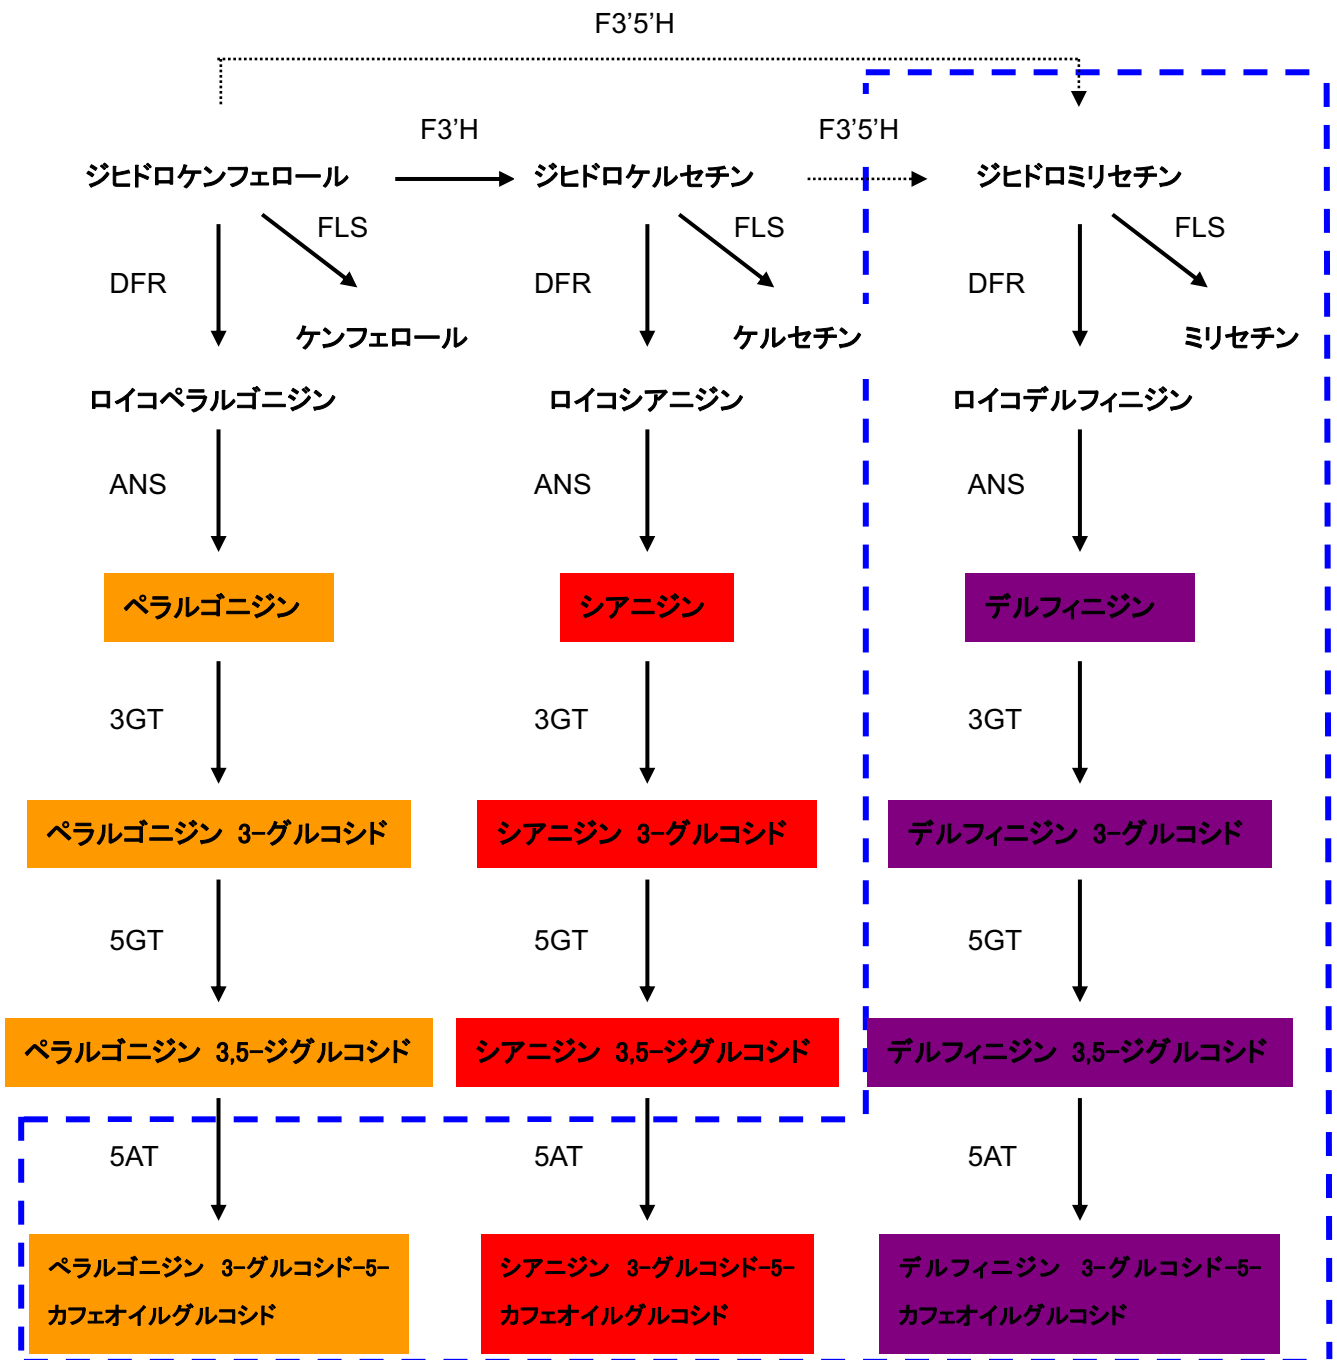 F3’5’H
F3’H
F3’5’H
ジヒドロケンフェロール
ジヒドロケルセチン
ジヒドロミリセチン
FLS
FLS
FLS
DFR
DFR
DFR
ケンフェロール
ケルセチン
ミリセチン
ロイコペラルゴニジン
ロイコシアニジン
ロイコデルフィニジン
ANS
ANS
ANS
ペラルゴニジン
シアニジン
デルフィニジン
3GT
3GT
3GT
ペラルゴニジン 3-グルコシド
シアニジン 3-グルコシド
デルフィニジン 3-グルコシド
5GT
5GT
5GT
ペラルゴニジン 3,5-ジグルコシド
シアニジン 3,5-ジグルコシド
デルフィニジン 3,5-ジグルコシド
5AT
5AT
5AT
ペラルゴニジン 3-グルコシド-5-
カフェオイルグルコシド
シアニジン 3-グルコシド-5-
カフェオイルグルコシド
デルフィニジン 3-グルコシド-5-
カフェオイルグルコシド